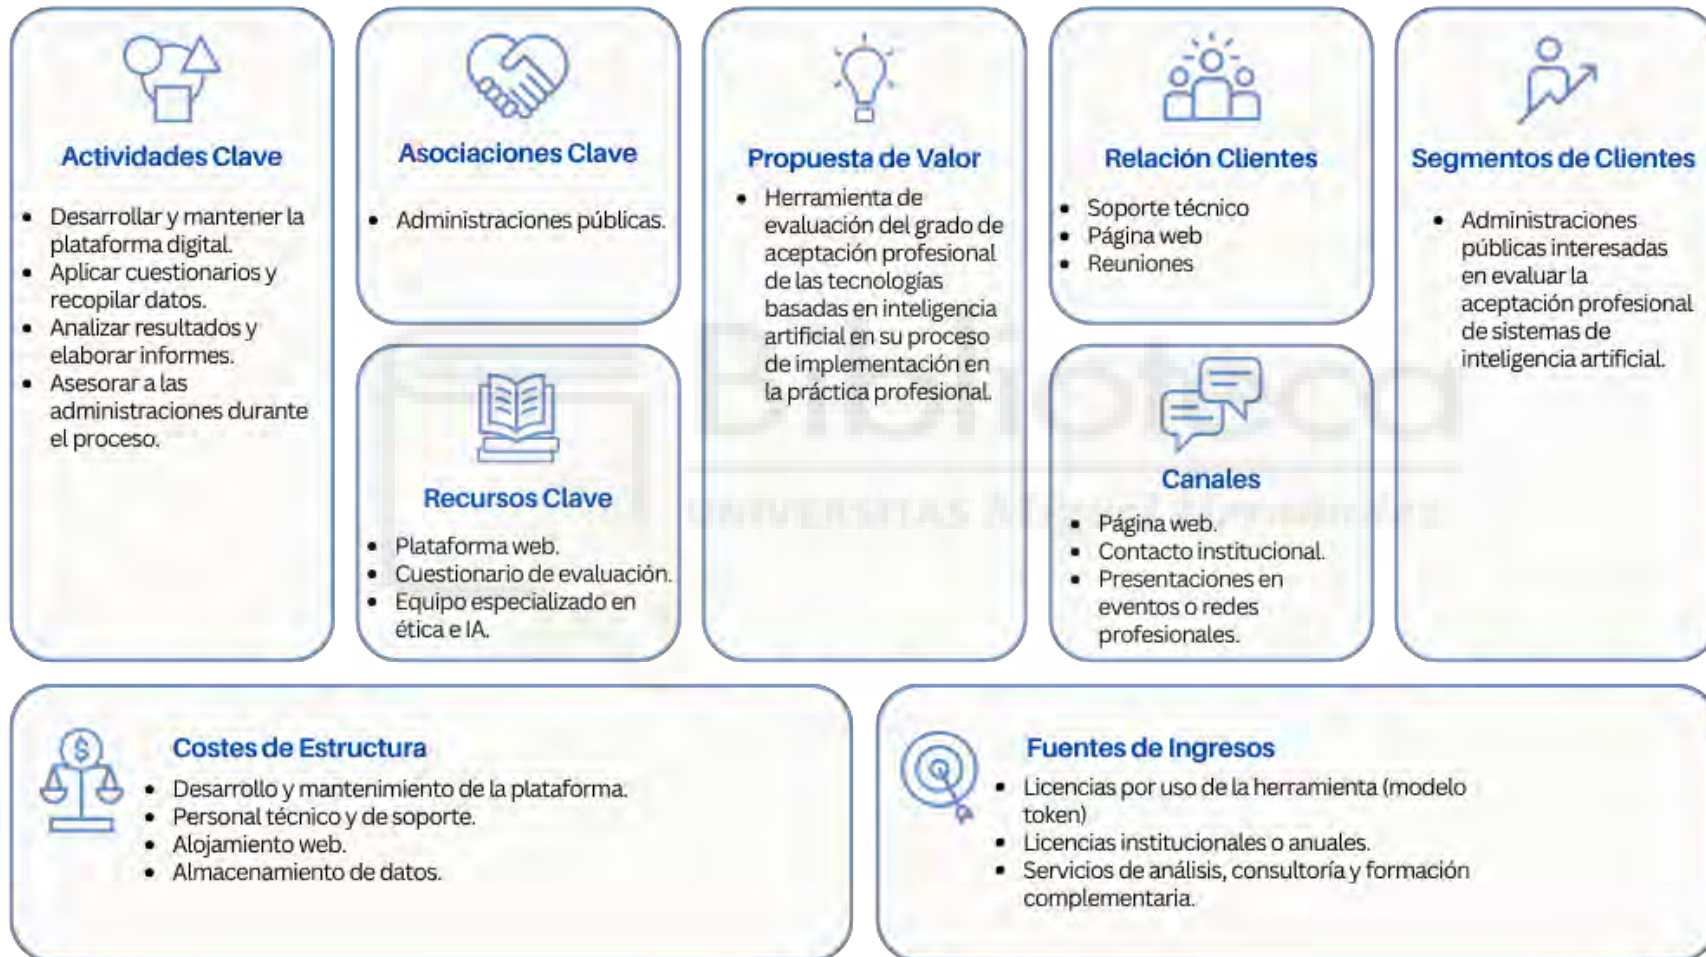 Actividades Clave
• Desarrollar y mantener la
plataforma digital.
• Aplicar cuestionarios y
recopilar datos.
• Analizar resultados y
elaborar informes.
• Asesorar a las
administraciones durante
el proceso.
Asociaciones Clave
• Administraciones públicas.
Recursos Clave
• Plataforma web.
• Cuestionario de evaluación.
• Equipo especializado en
ética e IA.
Propuesta de Valor
• Herramienta de
evaluación del grado de
aceptación profesional
de las tecnologías
basadas en inteligencia
artificial en su proceso
de implementación en
la práctica profesional.
Relación Clientes
• Soporte técnico
• Página web
• Reuniones
Canales
• Página web.
• Contacto institucional.
• Presentaciones en
eventos o redes
profesionales.
Segmentos de Clientes
• Administraciones
públicas interesadas
en evaluar la
aceptación profesional
de sistemas de
inteligencia artificial.
$
Costes de Estructura
• Desarrollo y mantenimiento de la plataforma.
• Personal técnico y de soporte.
• Alojamiento web.
• Almacenamiento de datos.
Fuentes de Ingresos
• Licencias por uso de la herramienta (modelo
token)
• Licencias institucionales o anuales.
• Servicios de análisis, consultoría y formación
complementaria.
Biblioteca
UNIVERSITAS Miguel Hernández